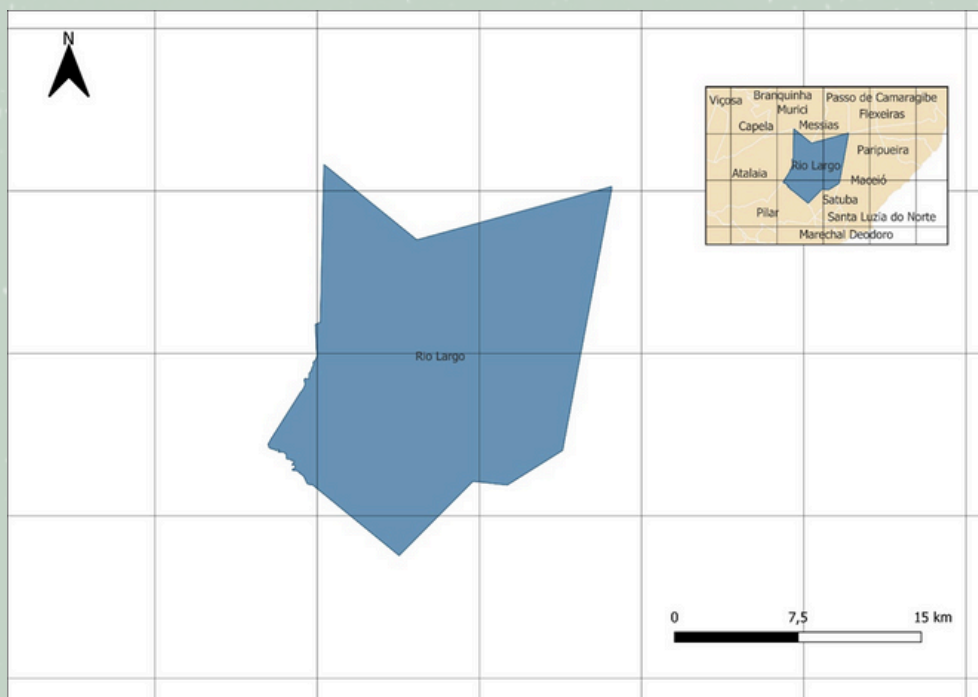 N
Viçosa
Branquinha
Passo de Camaragibe
Murici
Flexeiras
Capela
Messias
Paripueira
Rio Largo
Atalaia
Maceió
Satuba
Pilar
Santa Luzia do Norte
Marechal Deodoro
Rio Largo
0 7,5 15 km